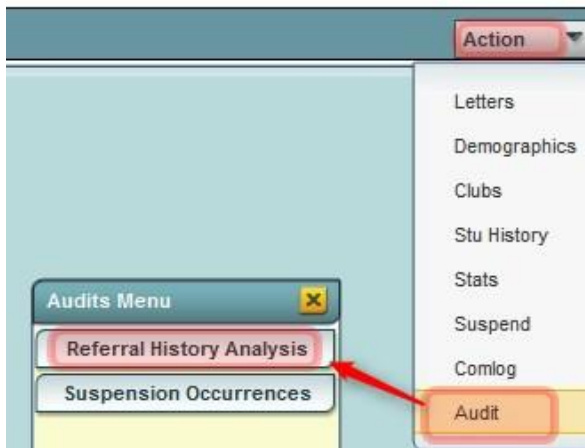 Action
Letters
Demographics
Clubs
Stu History
Stats
Suspend
Comlog
Audit
Audits Menu
Referral History Analysis
Suspension Occurrences